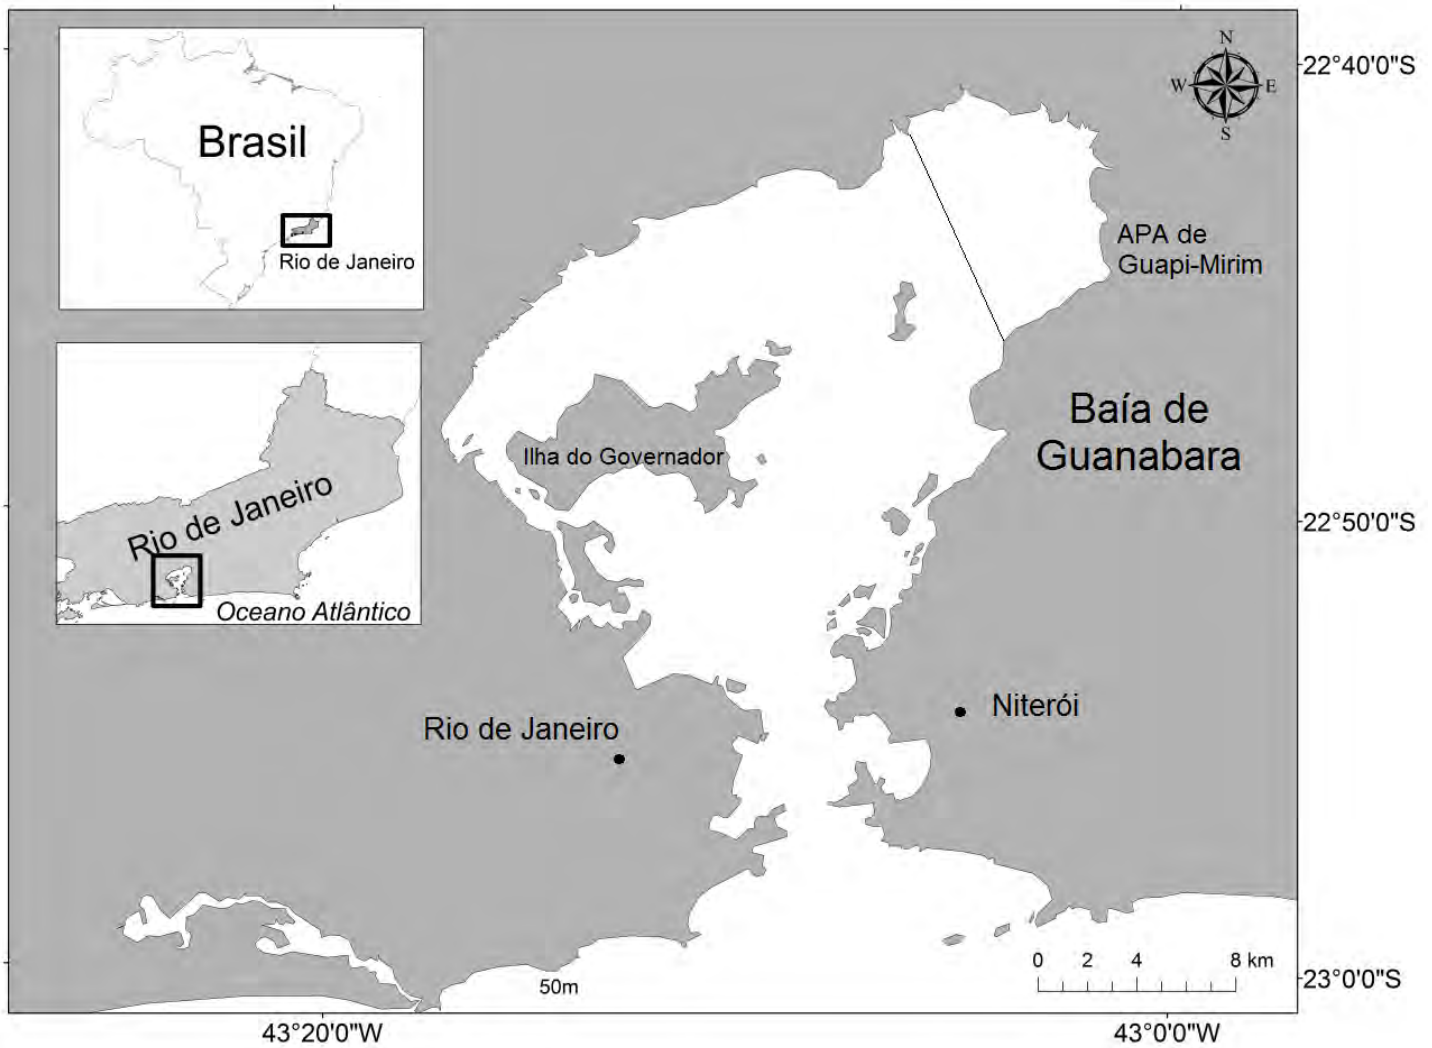 Brasil
Rio de Janeiro
Rio de Janeiro
Oceano Atlântico
N
W E
S
22°40'0"S
APA de
Guapi-Mirim
Baía de
Guanabara
Ilha do Governador
22°50'0"S
Niterói
Rio de Janeiro
0 2 4 8 km
50m
23°0'0"S
43°20'0"W
43°0'0"W